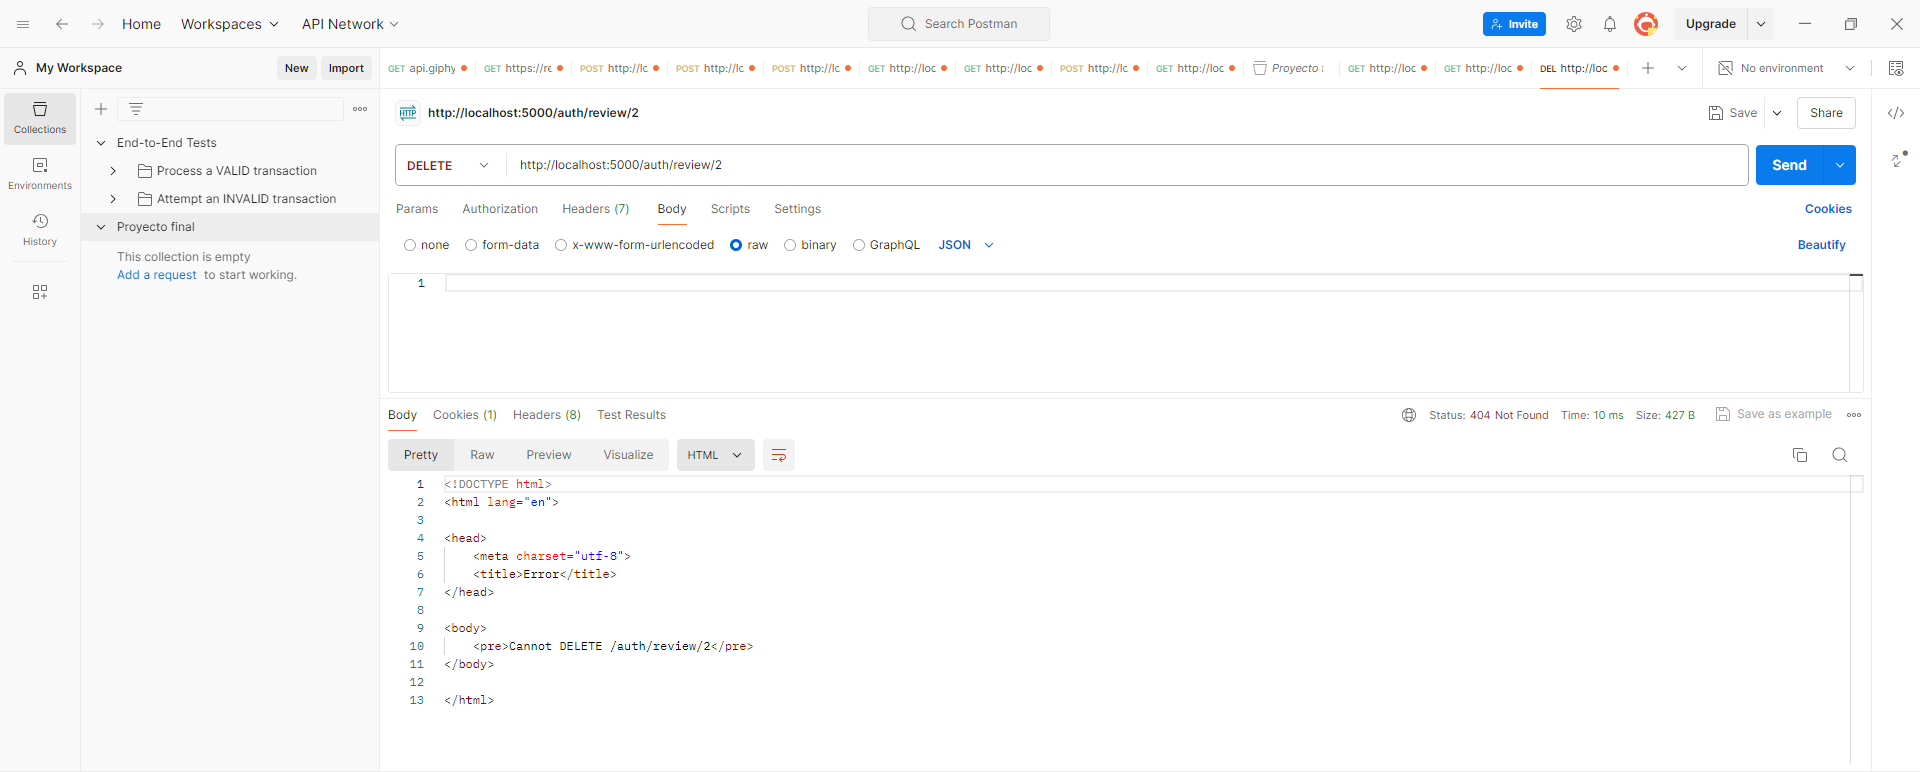 Home Workspaces API Network Search Postman Invite Upgrade
My Workspace New Import GET api.giphy GET https://re POST http://lc POST http://lc POST http://lc GET http://loc GET http://loc POST http://lc GET http://loc Proyecto GET http://loc GET http://loc DEL http://loc No environment
Collections
Environments
History
End-to-End Tests
Process a VALID transaction
Attempt an INVALID transaction
Proyecto final
This collection is empty
Add a request to start working.
HTTP http://localhost:5000/auth/review/2 Save Share
DELETE http://localhost:5000/auth/review/2 Send
Params Authorization Headers (7) Body Scripts Settings Cookies
none form-data x-www-form-urlencoded raw binary GraphQL JSON Beautify
1
Body Cookies (1) Headers (8) Test Results Status: 404 Not Found Time: 10 ms Size: 427 B Save as example
Pretty Raw Preview Visualize HTML
1 <!DOCTYPE html>
2 <html lang="en">
3
4 <head>
5 <meta charset="utf-8">
6 <title>Error</title>
7 </head>
8
9 <body>
10 <pre>Cannot DELETE /auth/review/2</pre>
11 </body>
12
13 </html>